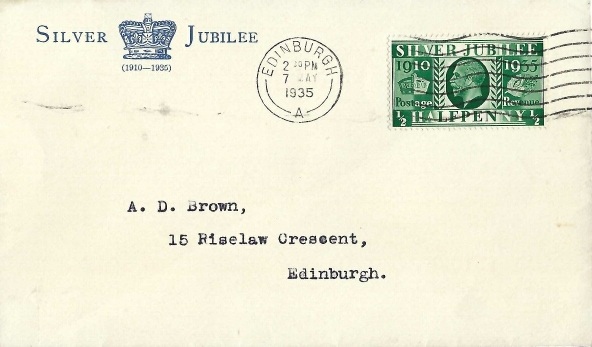 SILVER JUBILEE
(1910–1935)
EDINBURGH
2 PM
7 MAY
1935
A
SILVER JUBILEE
1910 1935
Postage Revenue
½ HALFPENNY ½
A. D. Brown,
15 Riselaw Crescent,
Edinburgh.